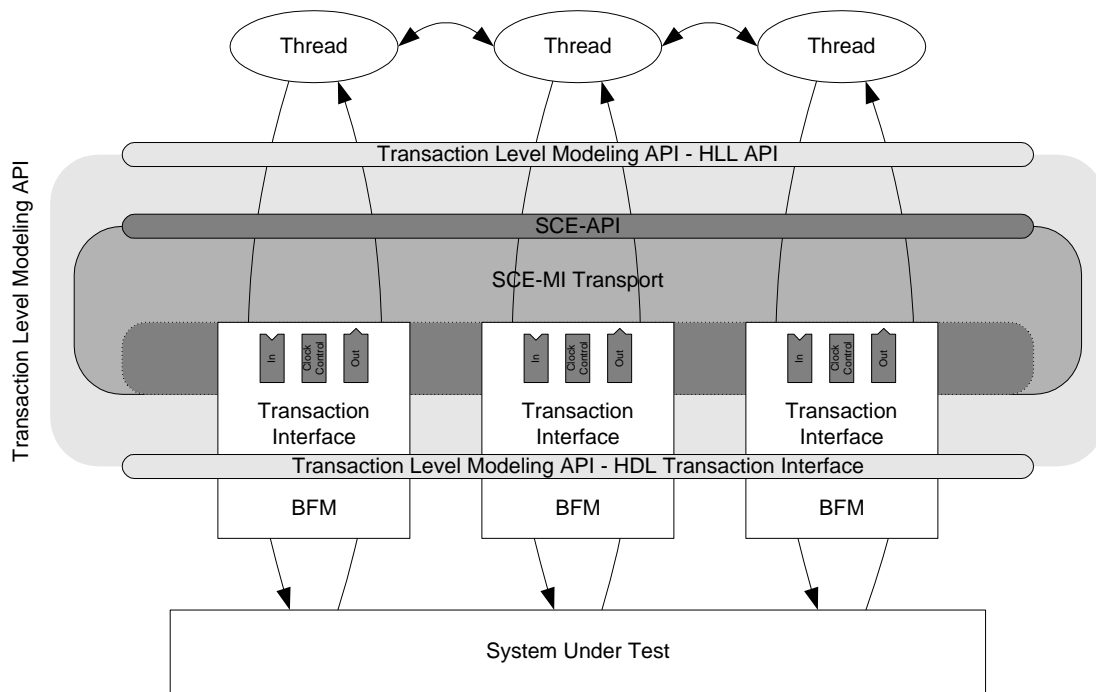 Thread
Thread
Thread
Transaction Level Modeling API
Transaction Level Modeling API - HLL API
SCE-API
SCE-MI Transport
In
Clock
Control
Out
In
Clock
Control
Out
In
Clock
Control
Out
Transaction
Interface
Transaction
Interface
Transaction
Interface
Transaction Level Modeling API - HDL Transaction Interface
BFM
BFM
BFM
System Under Test